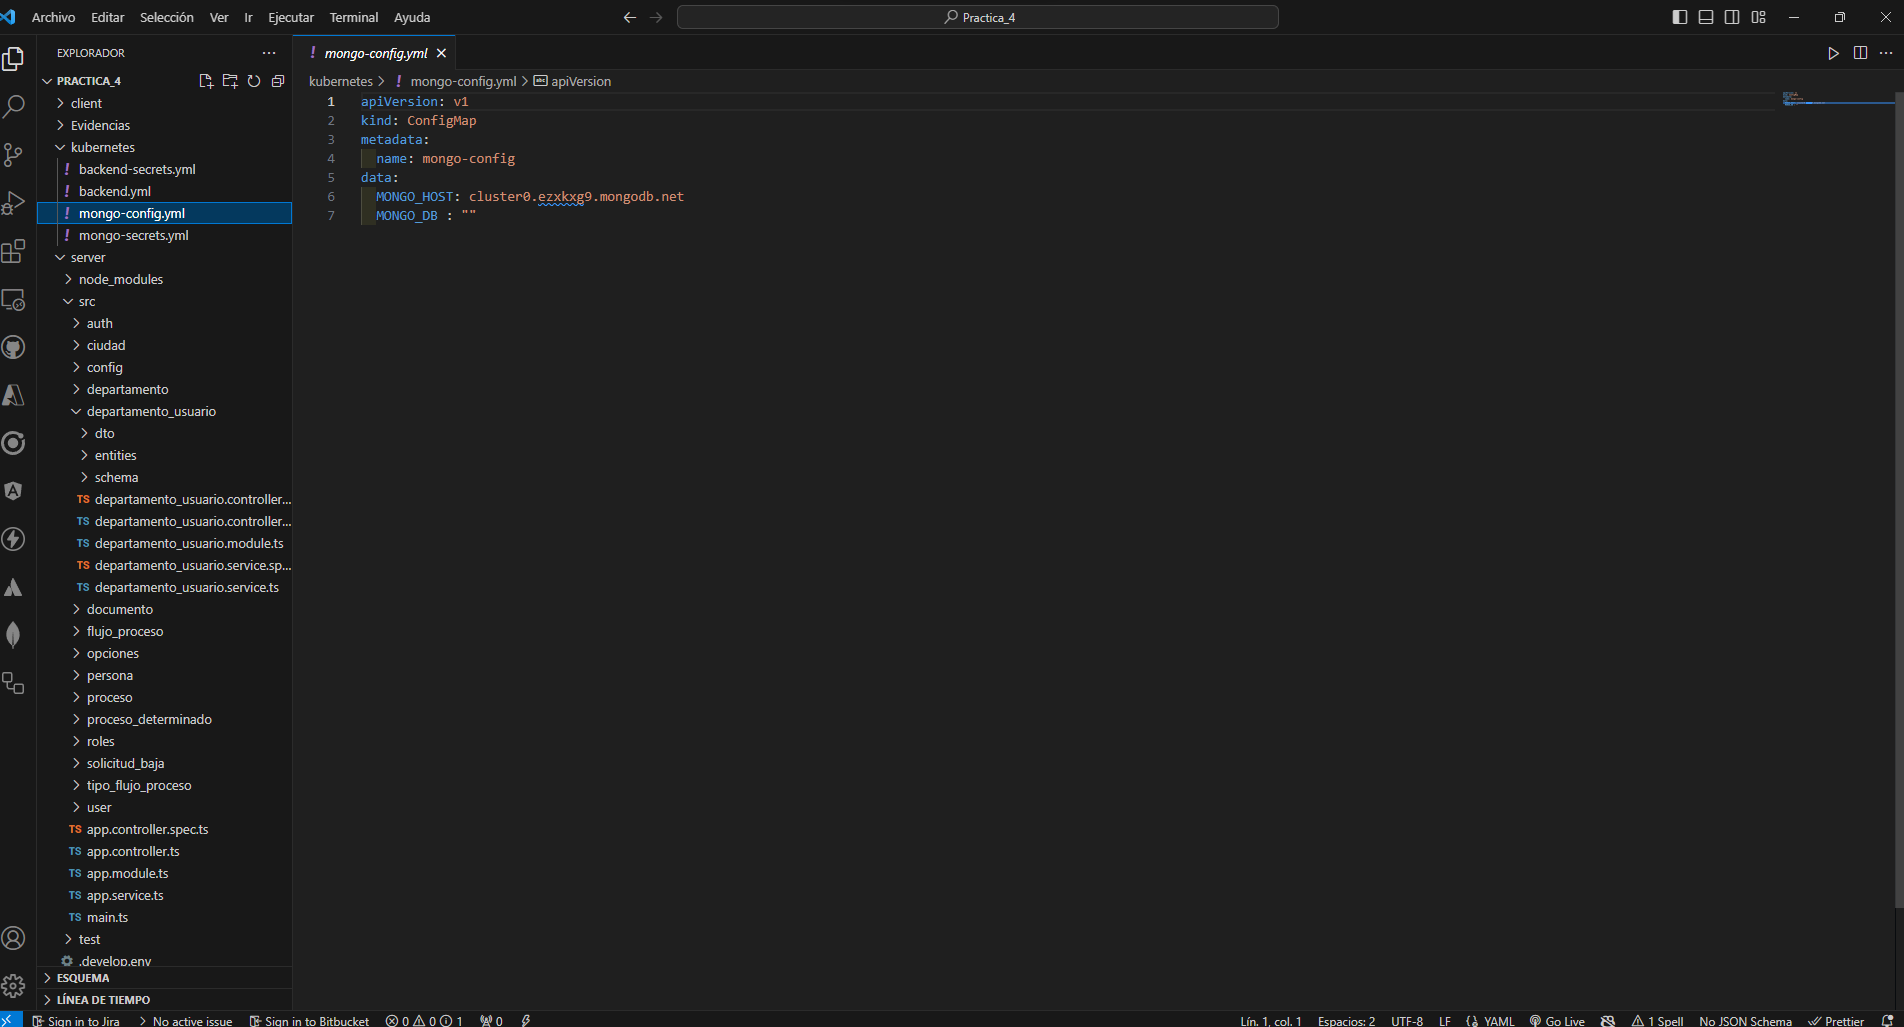 Archivo Editar Selección Ver Ir Ejecutar Terminal Ayuda
Practica_4
EXPLORADOR
PRACTICA_4
client
Evidencias
kubernetes
! backend-secrets.yml
! backend.yml
! mongo-config.yml
! mongo-secrets.yml
server
node_modules
src
auth
ciudad
config
departamento
departamento_usuario
dto
entities
schema
TS departamento_usuario.controller...
TS departamento_usuario.controller...
TS departamento_usuario.module.ts
TS departamento_usuario.service.sp...
TS departamento_usuario.service.ts
documento
flujo_proceso
opciones
persona
proceso
proceso_determinado
roles
solicitud_baja
tipo_flujo_proceso
user
TS app.controller.spec.ts
TS app.controller.ts
TS app.module.ts
TS app.service.ts
TS main.ts
test
.develop.env
ESQUEMA
LÍNEA DE TIEMPO
! mongo-config.yml
kubernetes > ! mongo-config.yml > abc apiVersion
1 apiVersion: v1
2 kind: ConfigMap
3 metadata:
4 name: mongo-config
5 data:
6 MONGO_HOST: cluster0.ezxkxg9.mongodb.net
7 MONGO_DB : ""
Sign in to Jira > No active issue Sign in to Bitbucket 0 0 1 0
Lín. 1, col. 1 Espacios: 2 UTF-8 LF {} YAML Go Live 1 Spell No JSON Schema Prettier